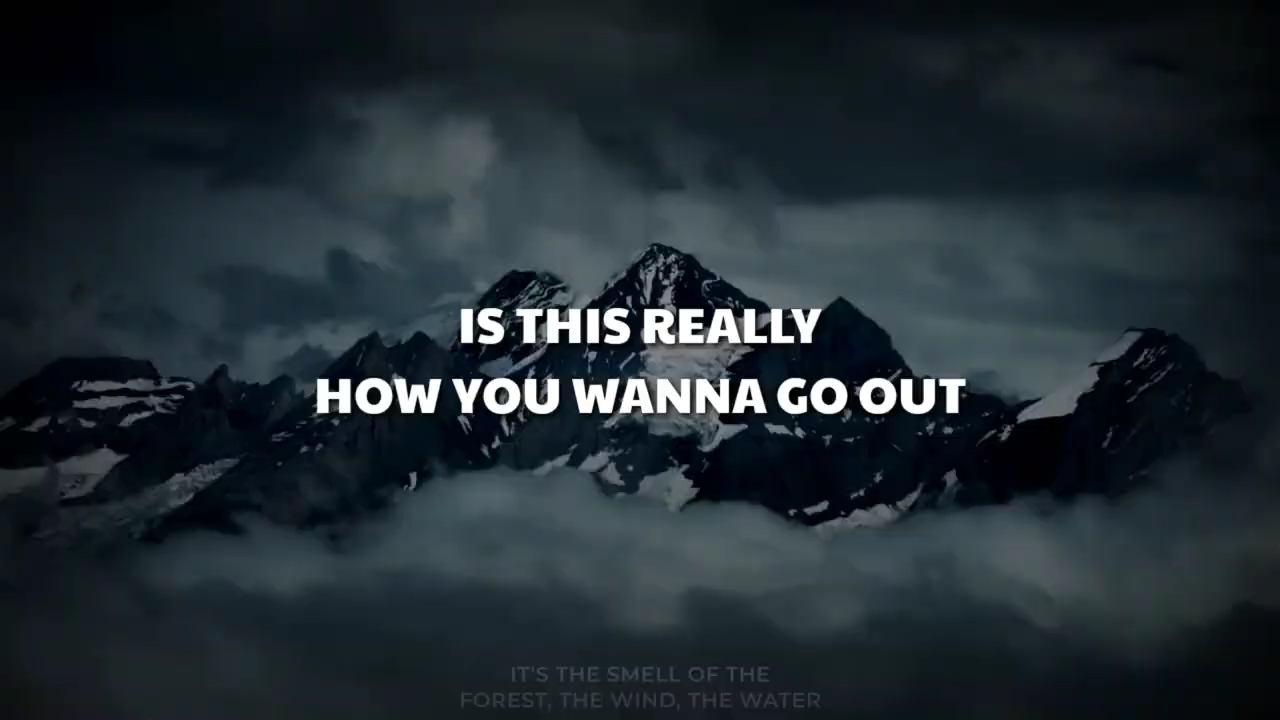 IS THIS REALLY
HOW YOU WANNA GO OUT
IT'S THE SMELL OF THE
FOREST, THE WIND, THE WATER